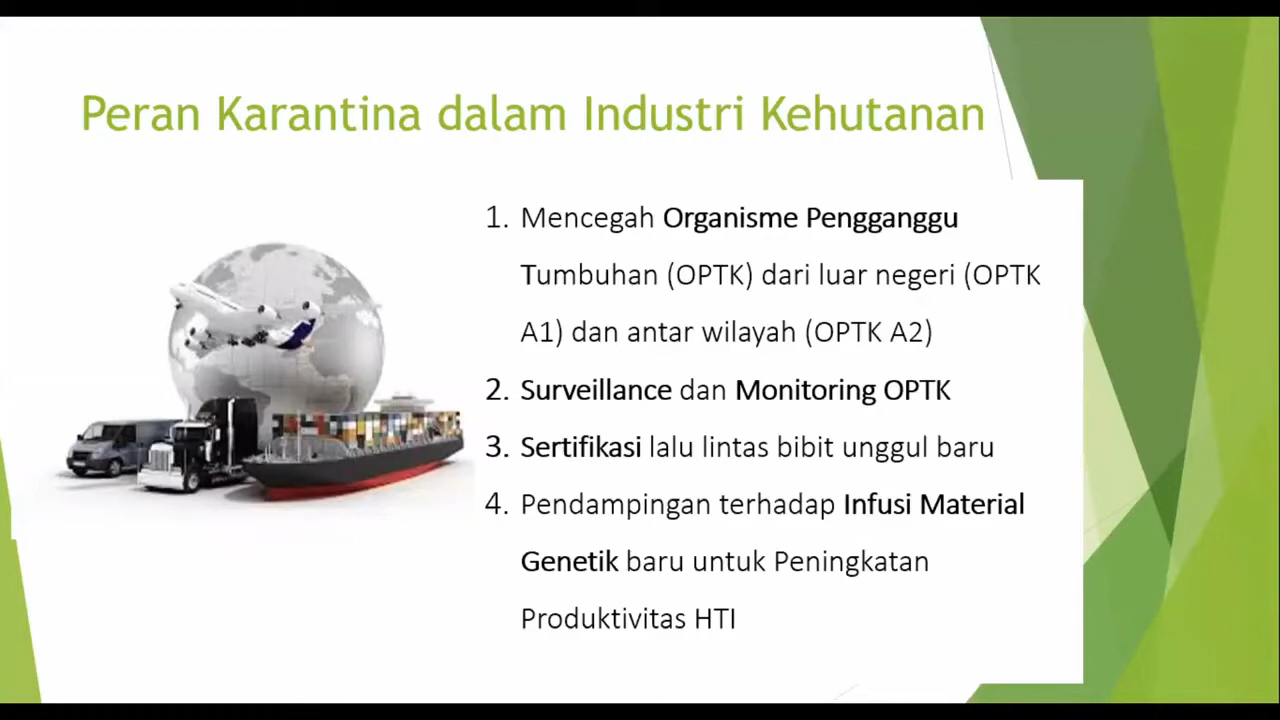 Peran Karantina dalam Industri Kehutanan
1. Mencegah Organisme Pengganggu
Tumbuhan (OPTK) dari luar negeri (OPTK
A1) dan antar wilayah (OPTK A2)
2. Surveillance dan Monitoring OPTK
3. Sertifikasi lalu lintas bibit unggul baru
4. Pendampingan terhadap Infusi Material
Genetik baru untuk Peningkatan
Produktivitas HTI